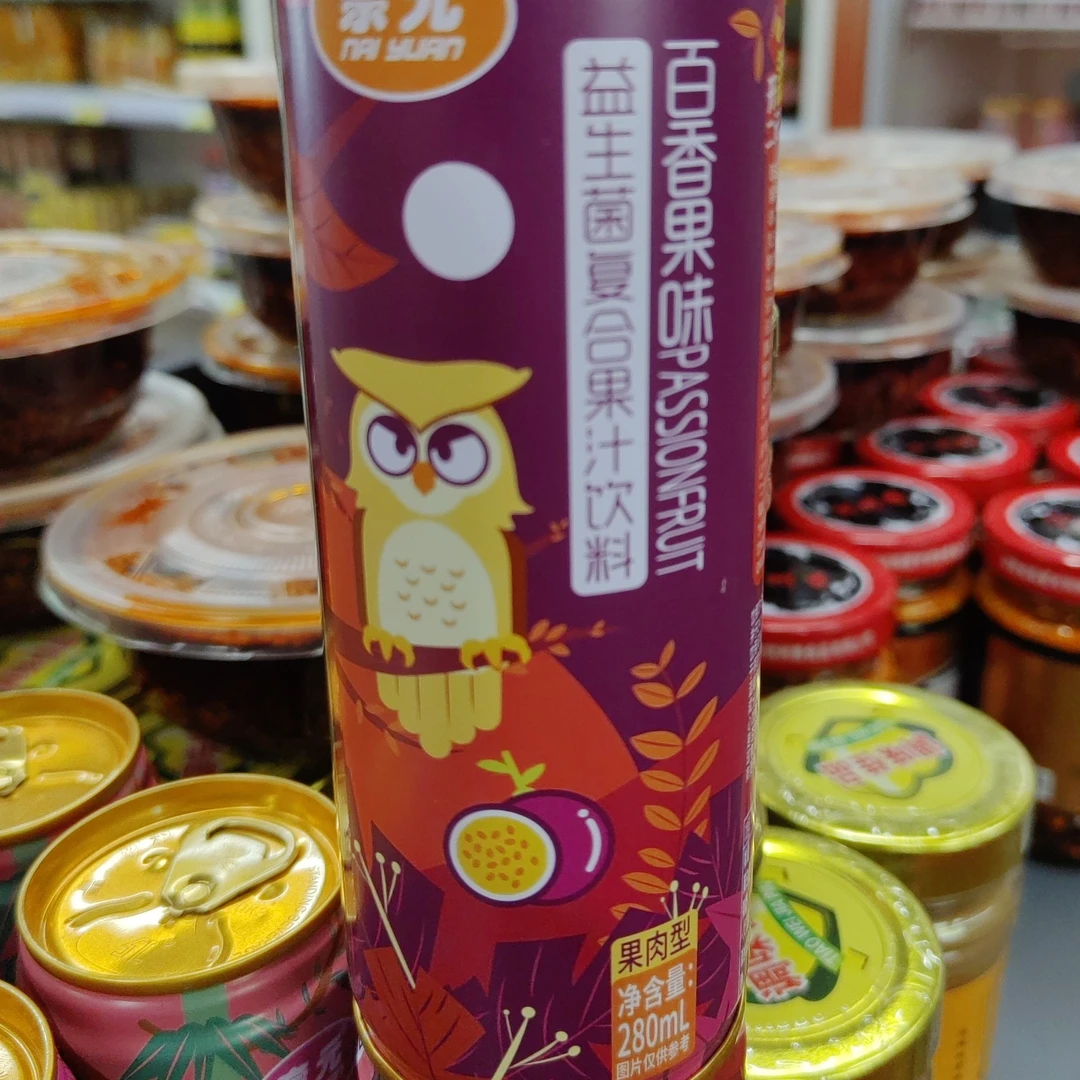 NAI YUAN
百香果味PASSIONFRUIT
益生菌复合果汁饮料
果肉型
净含量:
280mL
图片仅供参考